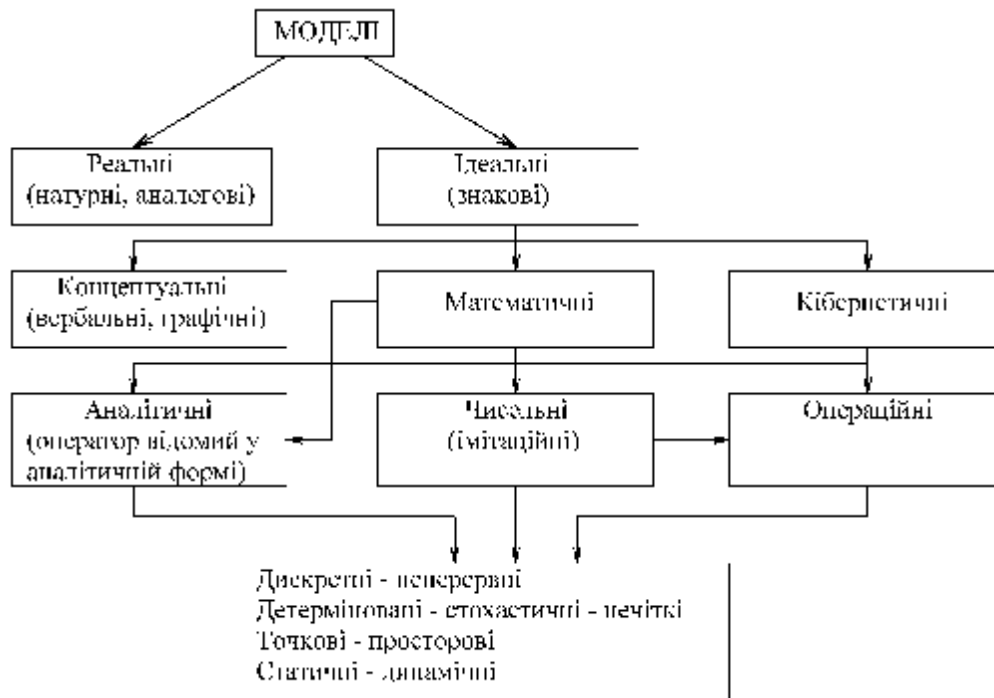 МОДЕЛІ
Реальні
(натурні, аналогові)
Ідеальні
(знакові)
Концептуальні
(вербальні, графічні)
Математичні
Кібернетичні
Аналітичні
(оператор відомий у
аналітичній формі)
Чисельні
(імітаційні)
Операційні
Дискретні - неперервні
Детерміновані - стохастичні - нечіткі
Точкові - просторові
Статичні - динамічні